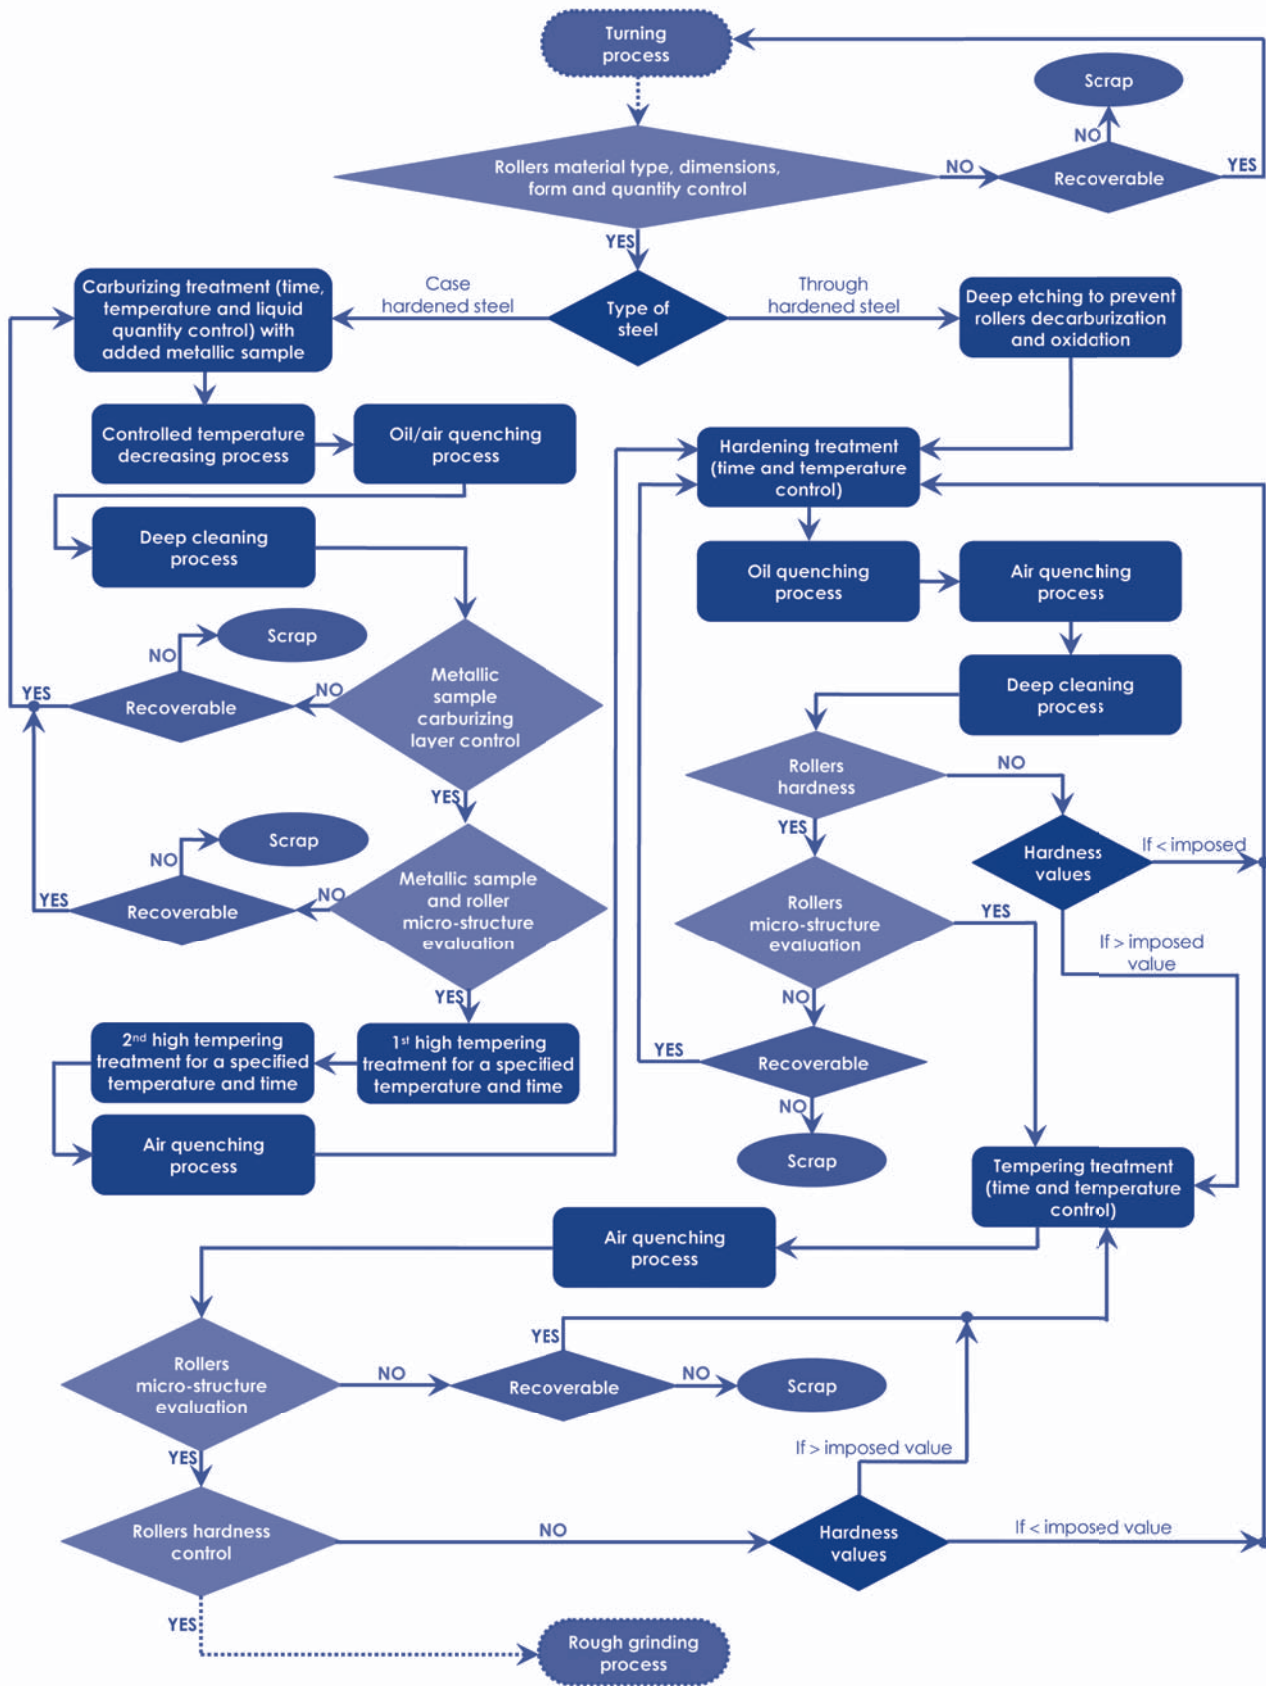 Turning
process
Scrap
NO
Rollers material type, dimensions,
form and quantity control
NO
Recoverable
YES
YES
Carburizing treatment (time,
temperature and liquid
quantity control) with
added metallic sample
Case
hardened steel
Type of
steel
Through
hardened steel
Deep etching to prevent
rollers decarburization
and oxidation
Controlled temperature
decreasing process
Oil/air quenching
process
Hardening treatment
(time and temperature
control)
Deep cleaning
process
Oil quenching
process
Air quenching
process
Scrap
NO
YES
Recoverable
NO
Metallic
sample
carburizing
layer control
Deep cleaning
process
Rollers
hardness
NO
YES
YES
Scrap
NO
YES
Recoverable
NO
Metallic sample
and roller
micro-structure
evaluation
Hardness
values
If < imposed
Rollers
micro-structure
evaluation
YES
If > imposed
value
YES
NO
2nd high tempering
treatment for a specified
temperature and time
1st high tempering
treatment for a specified
temperature and time
YES
Recoverable
NO
Air quenching
process
Scrap
Tempering treatment
(time and temperature
control)
Air quenching
process
YES
Rollers
micro-structure
evaluation
NO
Recoverable
NO
Scrap
YES
If > imposed value
Rollers hardness
control
NO
Hardness
values
If < imposed value
YES
Rough grinding
process